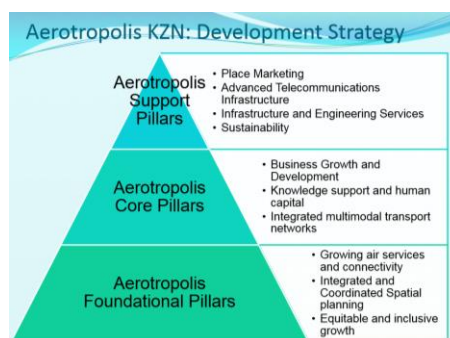 Aerotropolis KZN: Development Strategy
Aerotropolis
Support
Pillars
• Place Marketing
• Advanced Telecommunications
Infrastructure
• Infrastructure and Engineering Services
• Sustainability
Aerotropolis
Core Pillars
• Business Growth and
Development
• Knowledge support and human
capital
• Integrated multimodal transport
networks
Aerotropolis
Foundational Pillars
• Growing air services
and connectivity
• Integrated and
Coordinated Spatial
planning
• Equitable and inclusive
growth